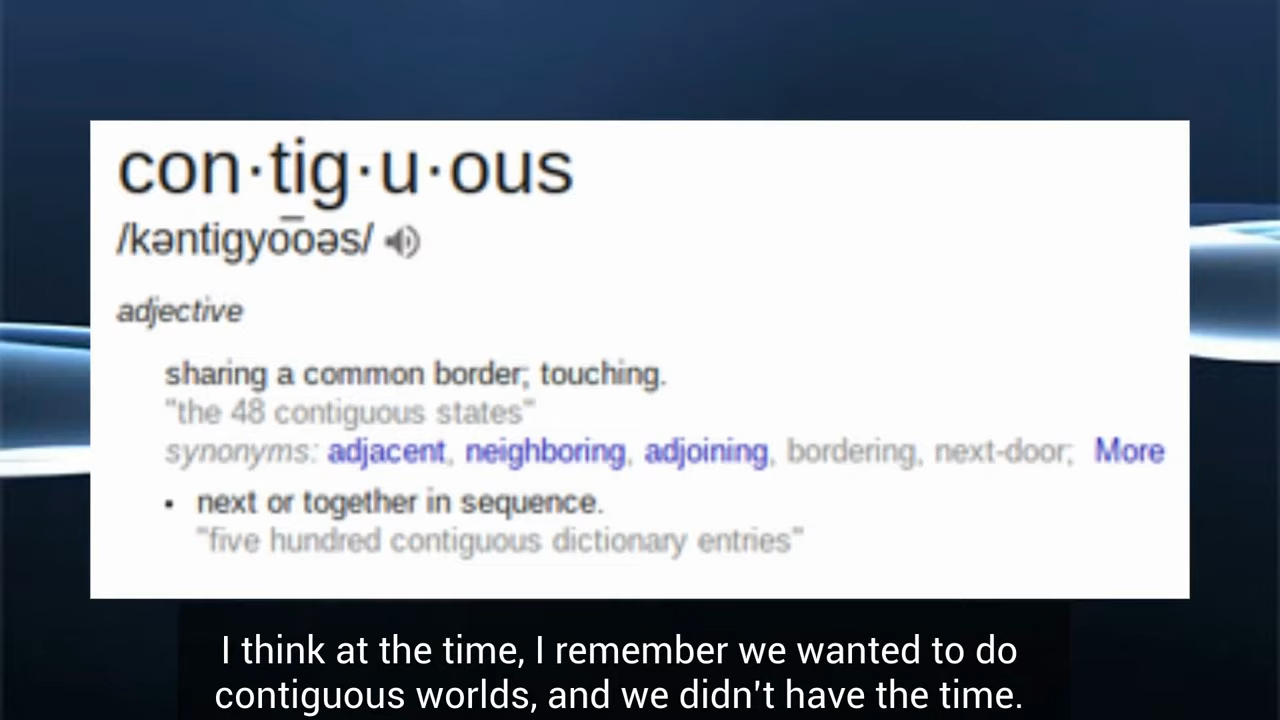 con·tig·u·ous
/kəntigyo͞oəs/
adjective
sharing a common border; touching.
"the 48 contiguous states"
synonyms: adjacent, neighboring, adjoining, bordering, next-door; More
• next or together in sequence.
"five hundred contiguous dictionary entries"
I think at the time, I remember we wanted to do
contiguous worlds, and we didn't have the time.